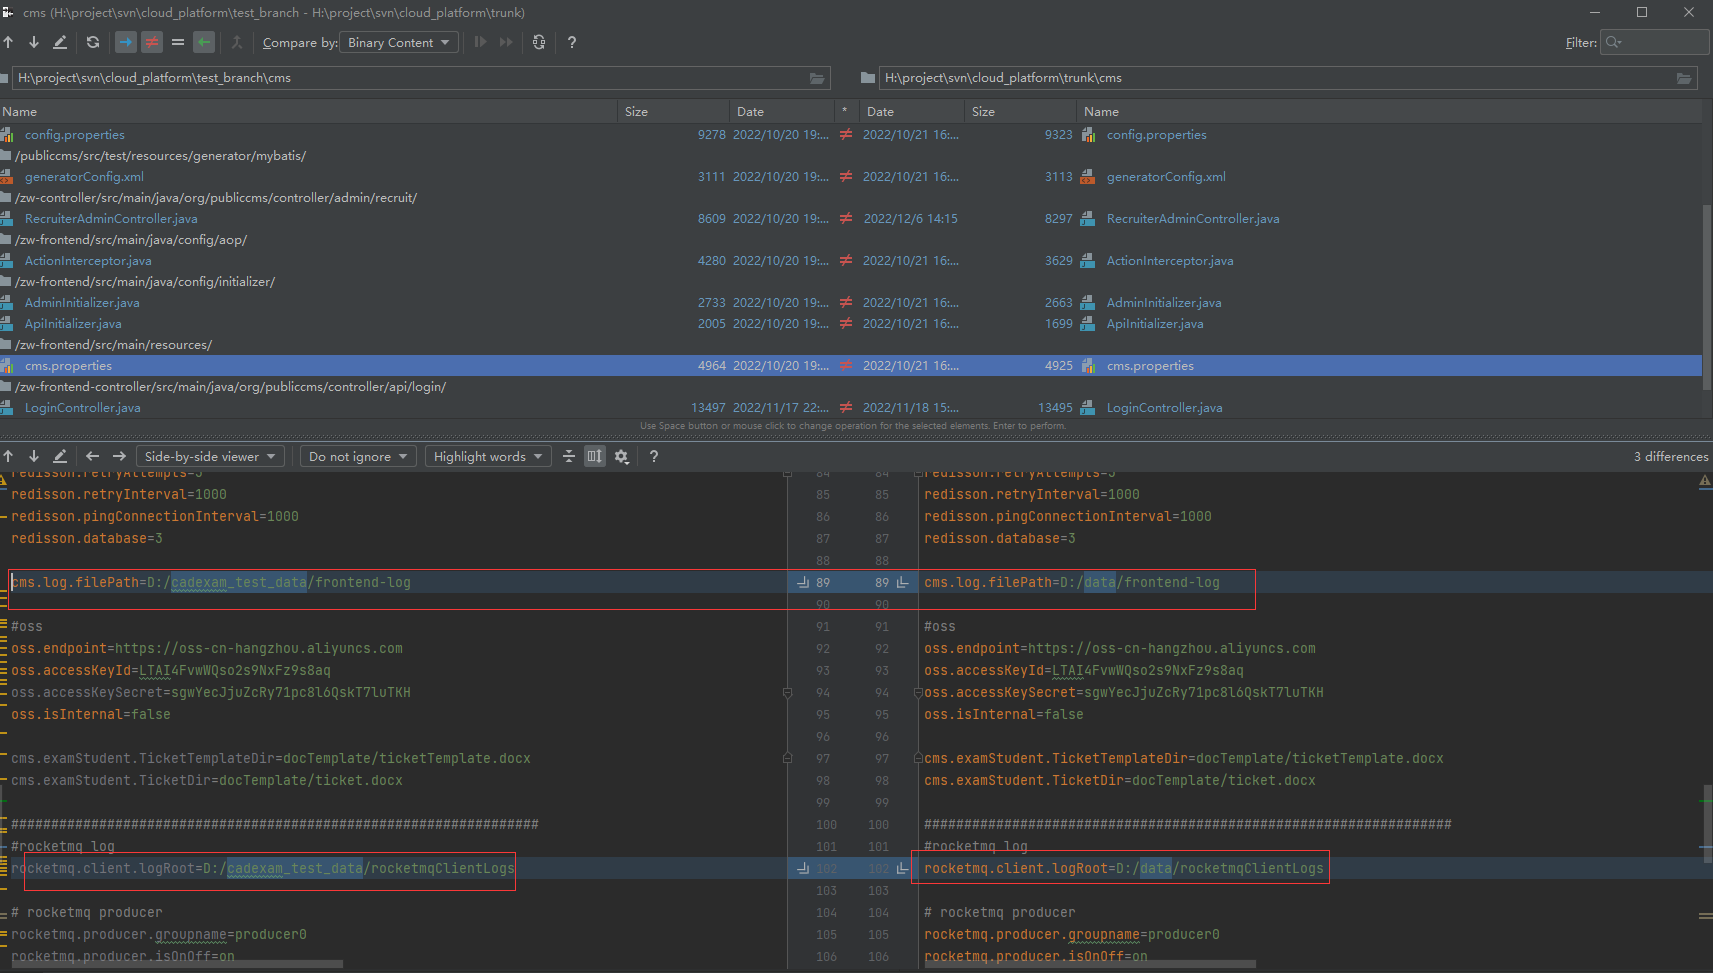 cms (H:\project\svn\cloud_platform\test_branch - H:\project\svn\cloud_platform\trunk)
Compare by: Binary Content ? Filter:
H:\project\svn\cloud_platform\test_branch\cms H:\project\svn\cloud_platform\trunk\cms
Name Size Date * Date Size Name
config.properties 9278 2022/10/20 19:... ≠ 2022/10/21 16:... 9323 config.properties
/publiccms/src/test/resources/generator/mybatis/
generatorConfig.xml 3111 2022/10/20 19:... ≠ 2022/10/21 16:... 3113 generatorConfig.xml
/zw-controller/src/main/java/org/publiccms/controller/admin/recruit/
RecruiterAdminController.java 8609 2022/10/20 19:... ≠ 2022/12/6 14:15 8297 RecruiterAdminController.java
/zw-frontend/src/main/java/config/aop/
ActionInterceptor.java 4280 2022/10/20 19:... ≠ 2022/10/21 16:... 3629 ActionInterceptor.java
/zw-frontend/src/main/java/config/initializer/
AdminInitializer.java 2733 2022/10/20 19:... ≠ 2022/10/21 16:... 2663 AdminInitializer.java
ApiInitializer.java 2005 2022/10/20 19:... ≠ 2022/10/21 16:... 1699 ApiInitializer.java
/zw-frontend/src/main/resources/
cms.properties 4964 2022/10/20 19:... ≠ 2022/10/21 16:... 4925 cms.properties
/zw-frontend-controller/src/main/java/org/publiccms/controller/api/login/
LoginController.java 13497 2022/11/17 22:... ≠ 2022/11/18 15:... 13495 LoginController.java
Use Space button or mouse click to change operation for the selected elements. Enter to perform.
Side-by-side viewer Do not ignore Highlight words ? 3 differences
redisson.retryAttempts=3 84 84 redisson.retryAttempts=3
redisson.retryInterval=1000 85 85 redisson.retryInterval=1000
redisson.pingConnectionInterval=1000 86 86 redisson.pingConnectionInterval=1000
redisson.database=3 87 87 redisson.database=3
88 88
cms.log.filePath=D:/cadexam_test_data/frontend-log 89 89 cms.log.filePath=D:/data/frontend-log
90 90
#oss 91 91 #oss
oss.endpoint=https://oss-cn-hangzhou.aliyuncs.com 92 92 oss.endpoint=https://oss-cn-hangzhou.aliyuncs.com
oss.accessKeyId=LTAI4FvwWQso2s9NxFz9s8aq 93 93 oss.accessKeyId=LTAI4FvwWQso2s9NxFz9s8aq
oss.accessKeySecret=sgwYecJjuZcRy71pc8l6QskT7luTKH 94 94 oss.accessKeySecret=sgwYecJjuZcRy71pc8l6QskT7luTKH
oss.isInternal=false 95 95 oss.isInternal=false
96 96
cms.examStudent.TicketTemplateDir=docTemplate/ticketTemplate.docx 97 97 cms.examStudent.TicketTemplateDir=docTemplate/ticketTemplate.docx
cms.examStudent.TicketDir=docTemplate/ticket.docx 98 98 cms.examStudent.TicketDir=docTemplate/ticket.docx
99 99
################################################################## 100 100 ##################################################################
#rocketmq log 101 101 #rocketmq log
rocketmq.client.logRoot=D:/cadexam_test_data/rocketmqClientLogs 102 102 rocketmq.client.logRoot=D:/data/rocketmqClientLogs
103 103
# rocketmq producer 104 104 # rocketmq producer
rocketmq.producer.groupname=producer0 105 105 rocketmq.producer.groupname=producer0
rocketmq.producer.isOnOff=on 106 106 rocketmq.producer.isOnOff=on